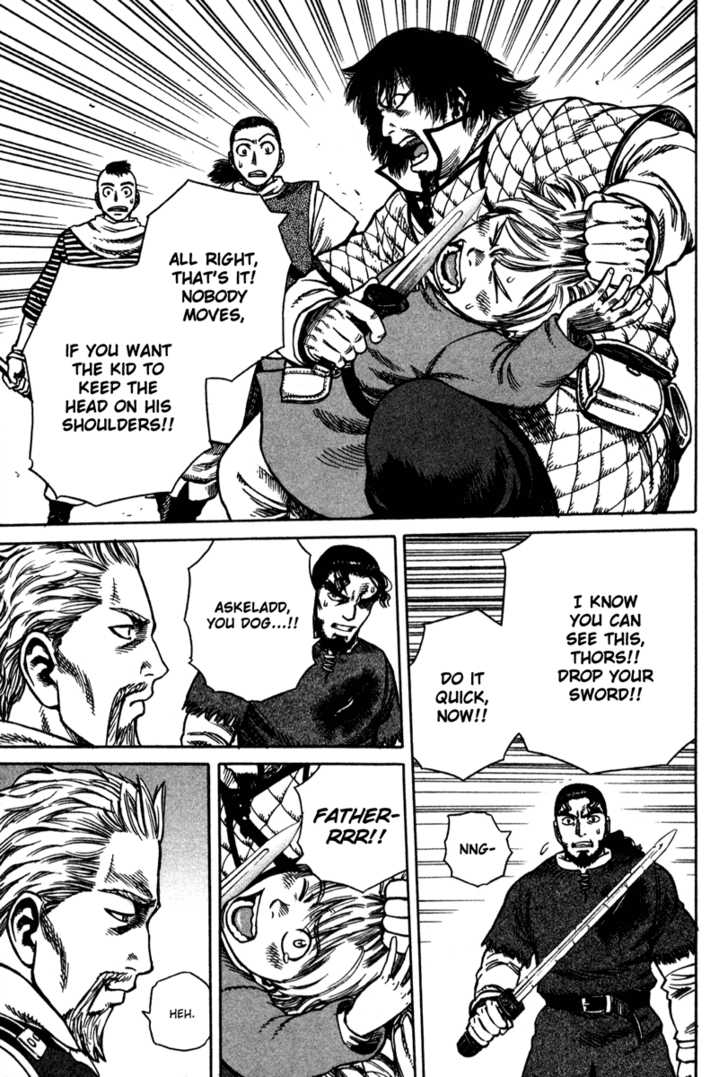 ALL RIGHT,
THAT'S IT!
NOBODY
MOVES,
IF YOU WANT
THE KID TO
KEEP THE
HEAD ON HIS
SHOULDERS!!
I KNOW
YOU CAN
SEE THIS,
THORS!!
DROP YOUR
SWORD!!
DO IT
QUICK,
NOW!!
NNG-
ASKELADD,
YOU DOG...!!
FATHER-
RRR!!
HEH.